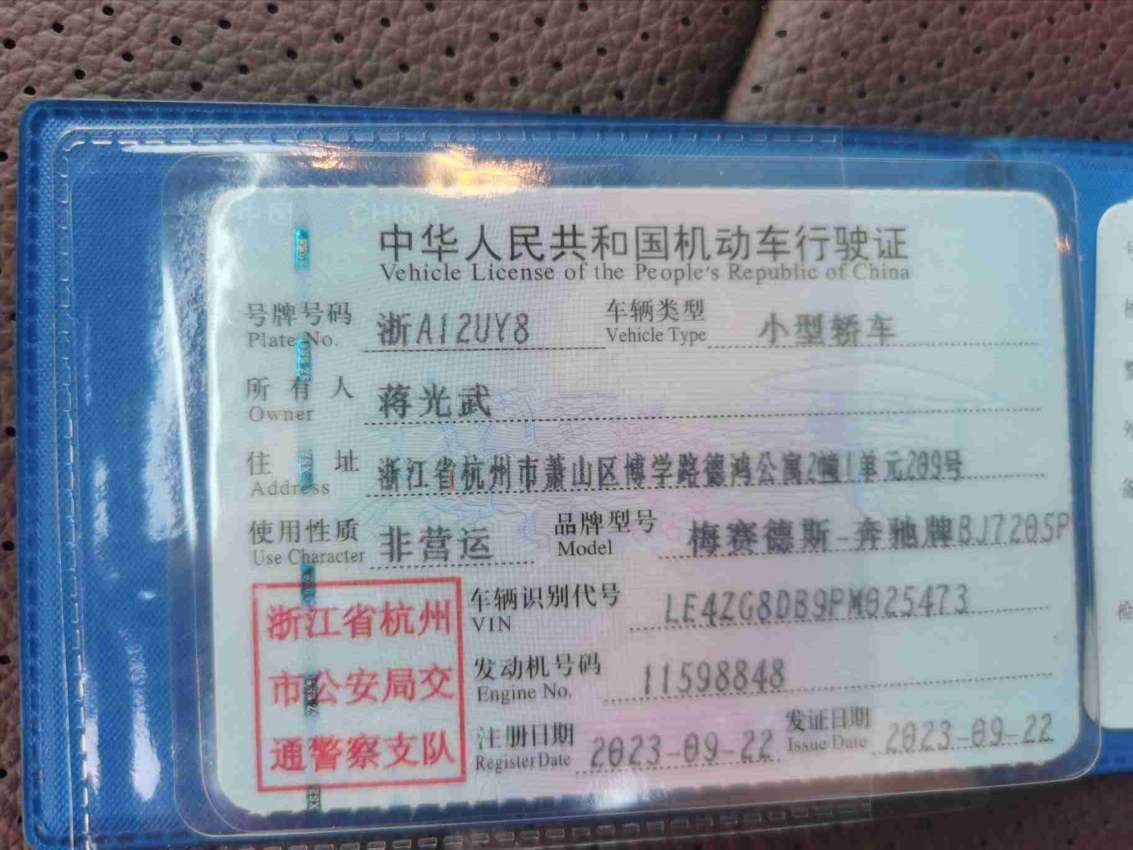 中国 CHINA
中华人民共和国机动车行驶证
Vehicle License of the People's Republic of China
号牌号码 浙A12UY8 车辆类型 小型轿车
Plate No. Vehicle Type
所有人 蒋光武
Owner
住址 浙江省杭州市萧山区博学路德鸿公寓2幢1单元209号
Address
使用性质 非营运 品牌型号 梅赛德斯-奔驰牌BJ7205P
Use Character Model
浙江省杭州
市公安局交
通警察支队
车辆识别代号 LE4ZG8DB9PM025473
VIN
发动机号码 11598848
Engine No.
注册日期 2023-09-22 发证日期 2023-09-22
Register Date Issue Date